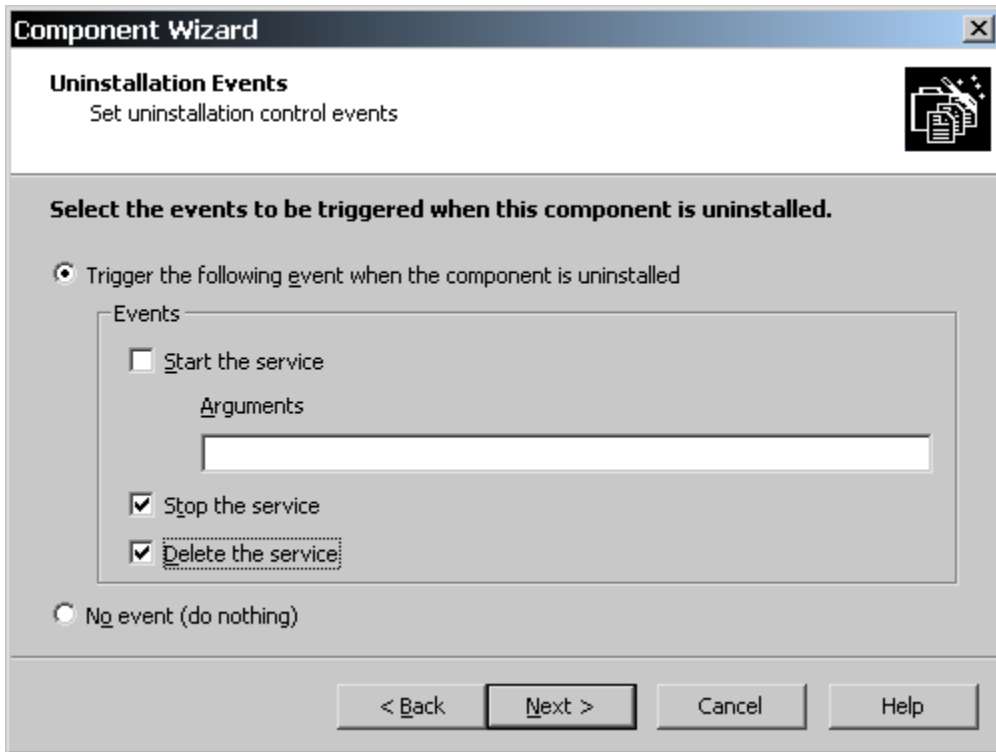 Component Wizard
Uninstallation Events
Set uninstallation control events
Select the events to be triggered when this component is uninstalled.
Trigger the following event when the component is uninstalled
Events
Start the service
Arguments
Stop the service
Delete the service
No event (do nothing)
< Back Next > Cancel Help